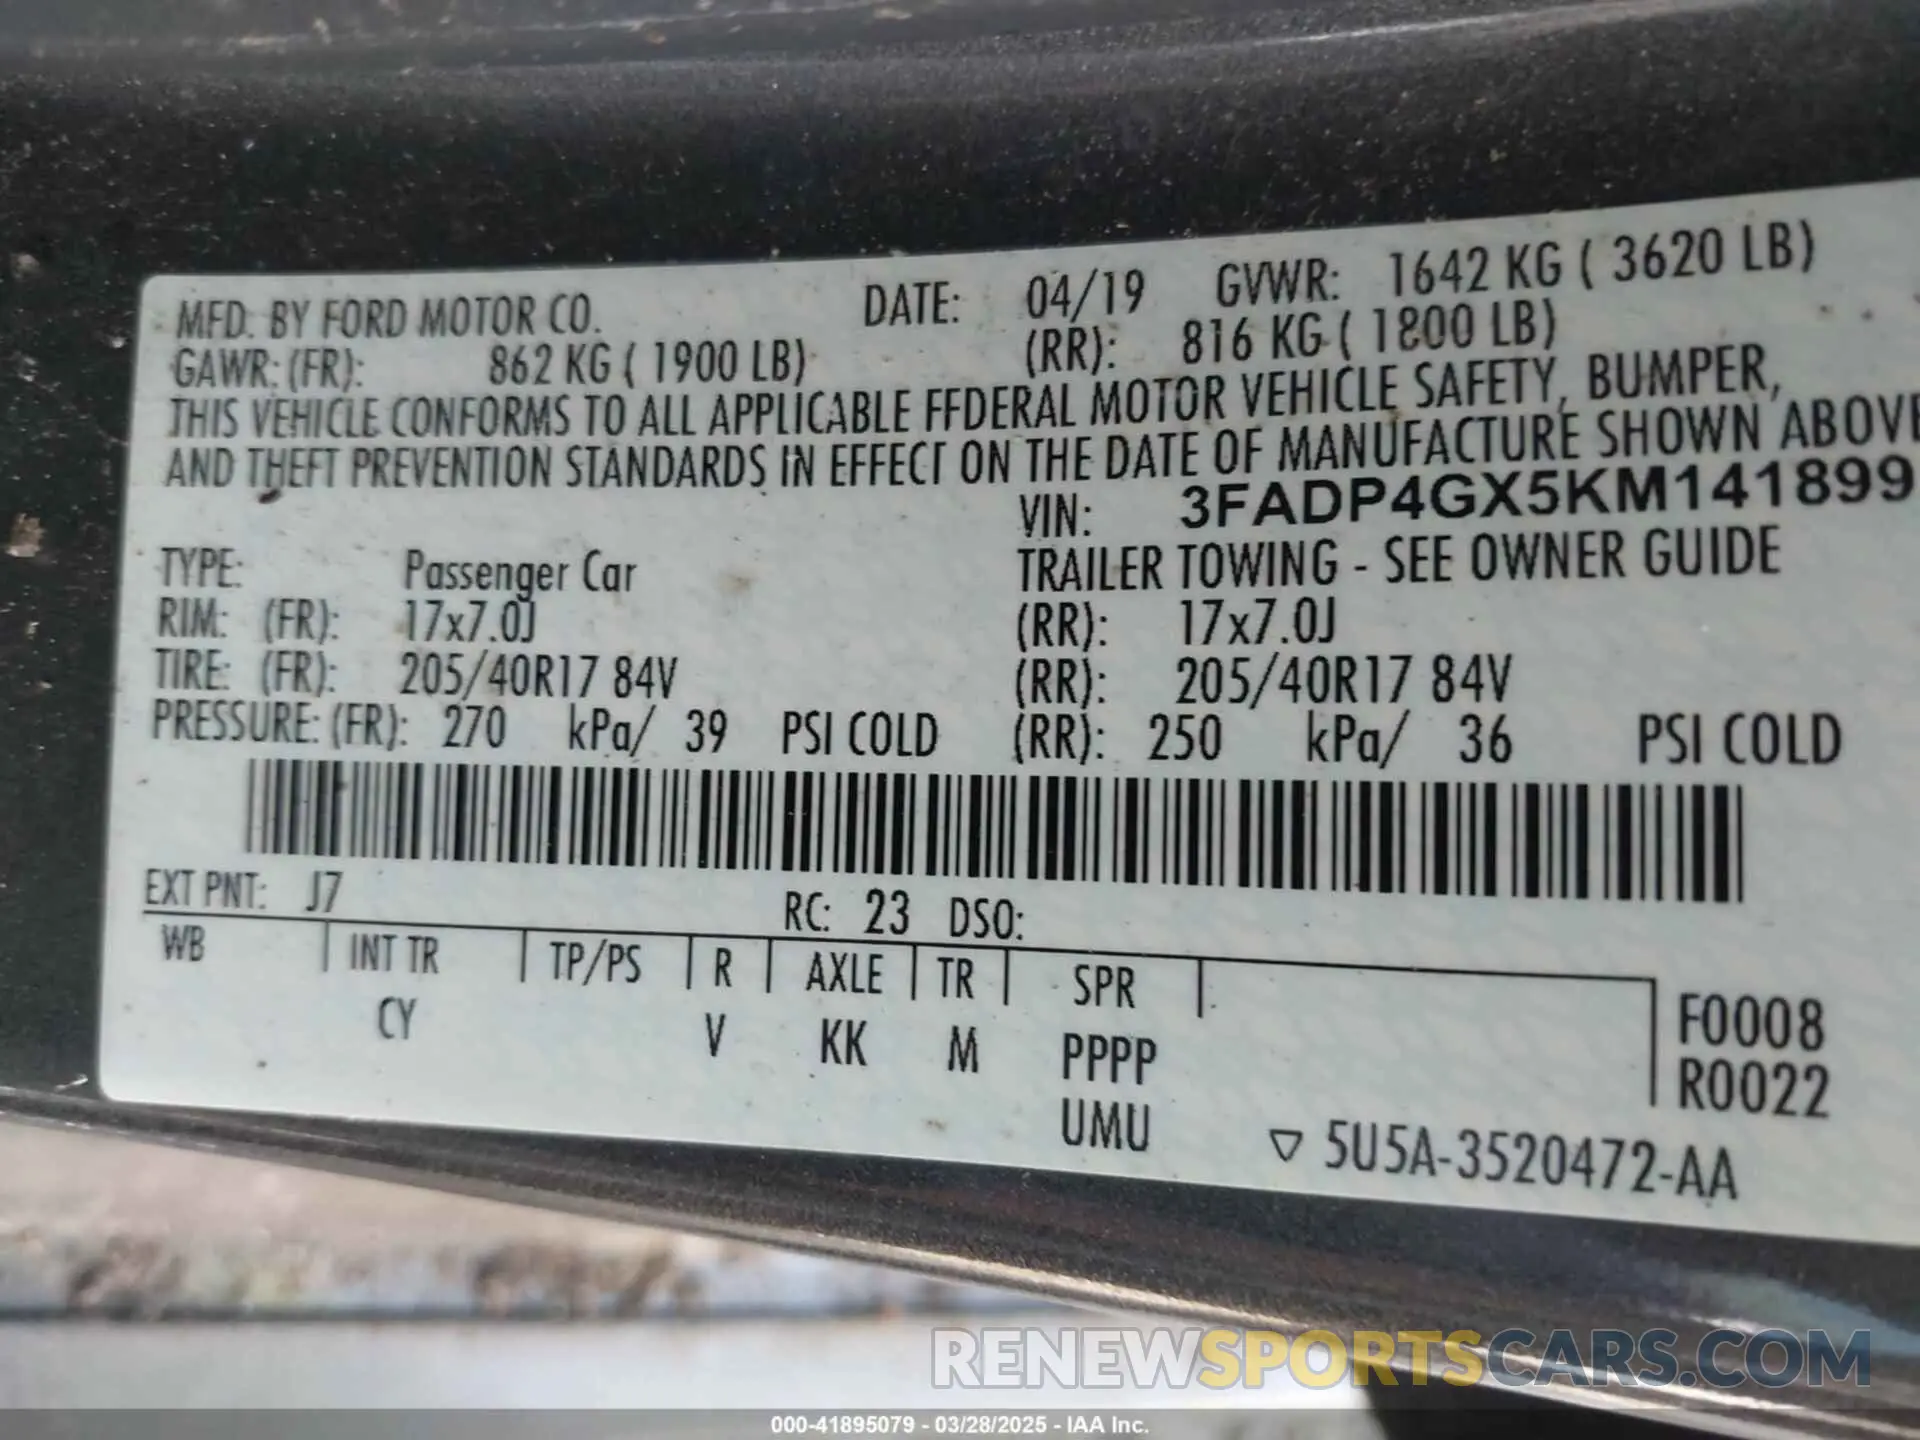 MFD. BY FORD MOTOR CO. DATE: 04/19 GVWR: 1642 KG ( 3620 LB)
GAWR: (FR): 862 KG ( 1900 LB) (RR): 816 KG ( 1800 LB)
THIS VEHICLE CONFORMS TO ALL APPLICABLE FFDERAL MOTOR VEHICLE SAFETY, BUMPER,
AND THEFT PREVENTION STANDARDS IN EFFECT ON THE DATE OF MANUFACTURE SHOWN ABOVE
VIN: 3FADP4GX5KM141899
TYPE: Passenger Car TRAILER TOWING - SEE OWNER GUIDE
RIM: (FR): 17x7.0J (RR): 17x7.0J
TIRE: (FR): 205/40R17 84V (RR): 205/40R17 84V
PRESSURE: (FR): 270 kPa/ 39 PSI COLD (RR): 250 kPa/ 36 PSI COLD
EXT PNT: J7 RC: 23 DSO:
WB INT TR TP/PS R AXLE TR SPR
CY V KK M PPPP
UMU
F0008
R0022
▽ 5U5A-3520472-AA
RENEWSPORTSCARS.COM
000-41895079 - 03/28/2025 - IAA Inc.